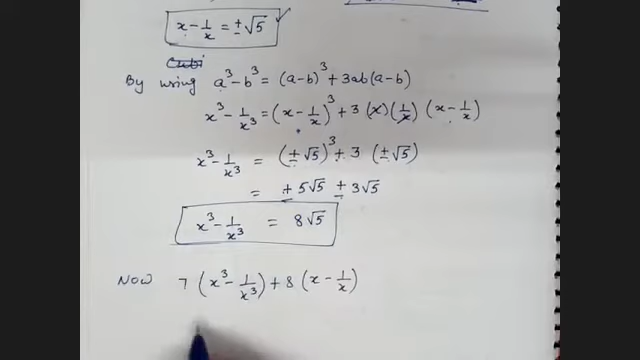 x - 1/x = ±√5 ✓
By using a³ - b³ = (a-b)³ + 3ab(a-b)
x³ - 1/x³ = (x - 1/x)³ + 3 (x)(1/x) (x - 1/x)
x³ - 1/x³ = (±√5)³ + 3 (±√5)
= ± 5√5 ± 3√5
x³ - 1/x³ = 8√5
Now 7 (x³ - 1/x³) + 8 (x - 1/x)